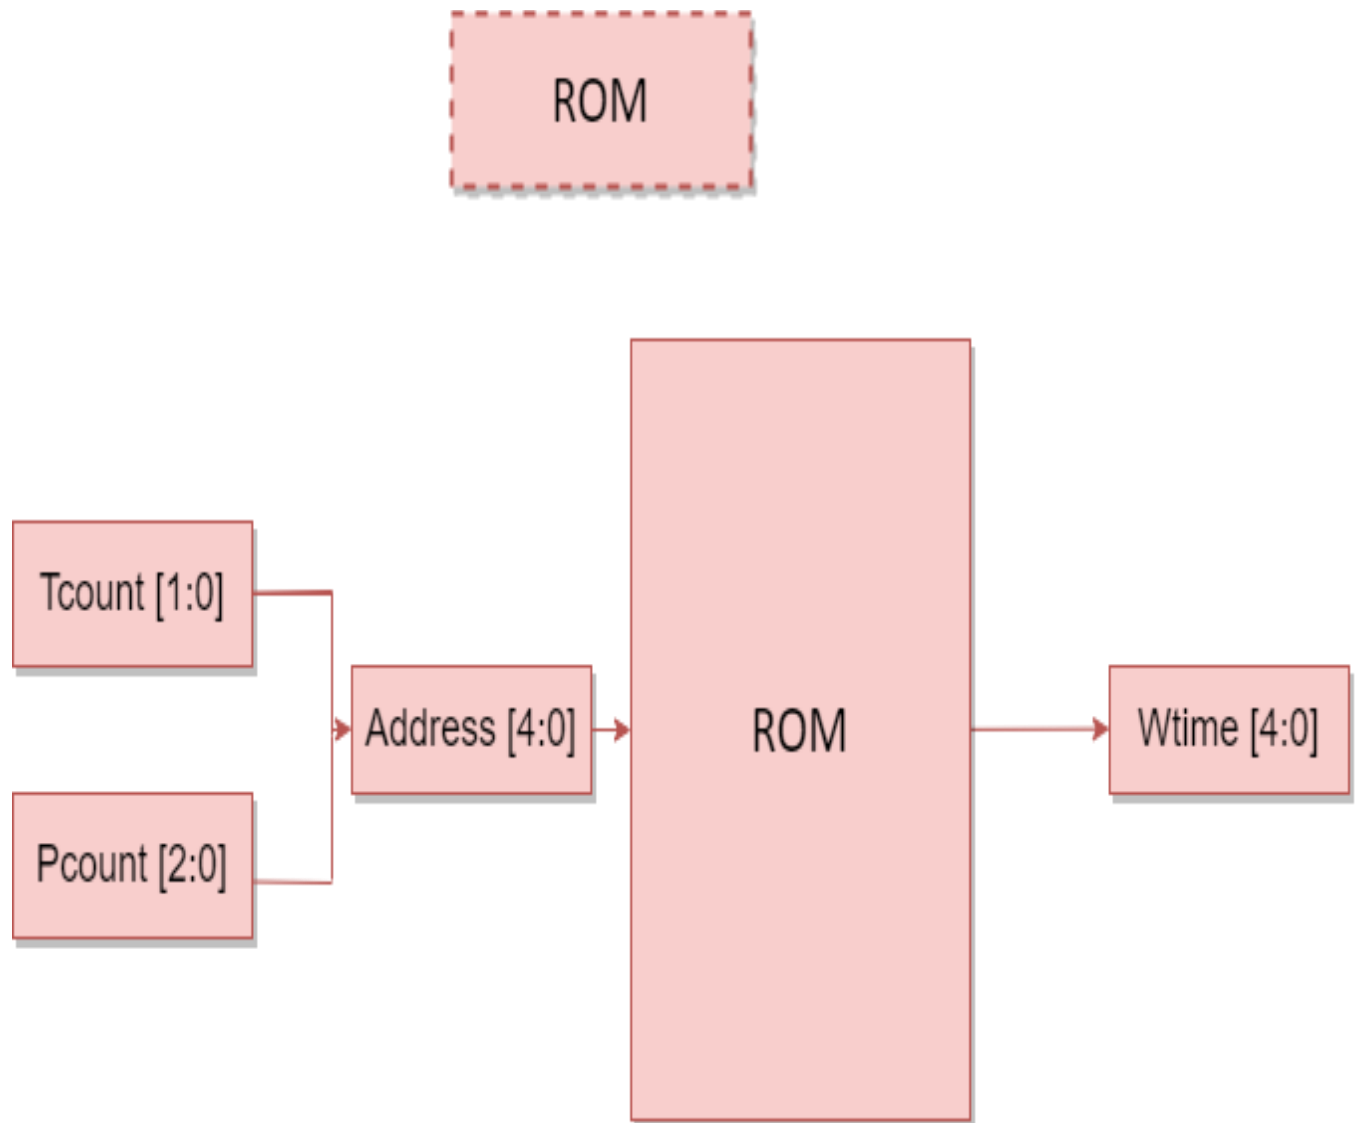 ROM
Tcount [1:0]
Pcount [2:0]
Address [4:0]
ROM
Wtime [4:0]